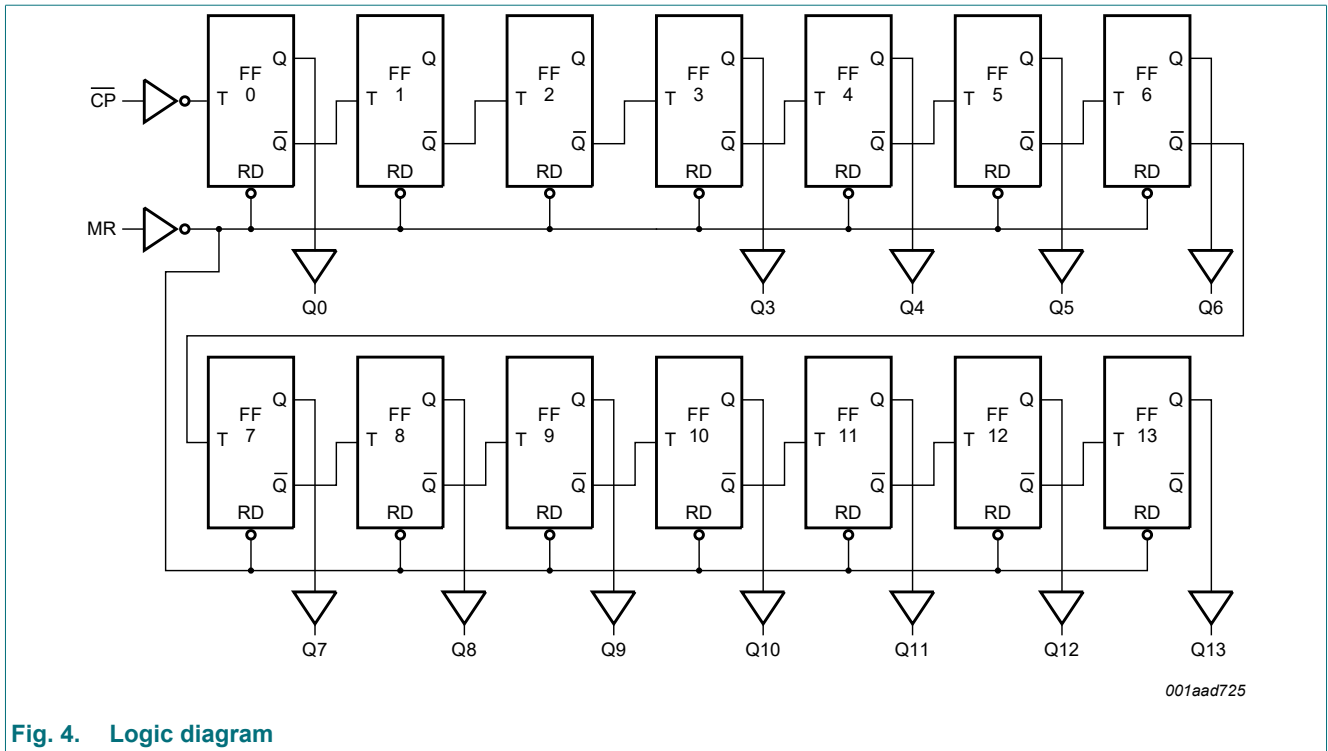 Q Q Q Q Q Q Q
FF FF FF FF FF FF FF
C̅P̅ T 0 T 1 T 2 T 3 T 4 T 5 T 6
Q̅ Q̅ Q̅ Q̅ Q̅ Q̅ Q̅
RD RD RD RD RD RD RD
MR
Q0 Q3 Q4 Q5 Q6
Q Q Q Q Q Q Q
FF FF FF FF FF FF FF
T 7 T 8 T 9 T 10 T 11 T 12 T 13
Q̅ Q̅ Q̅ Q̅ Q̅ Q̅ Q̅
RD RD RD RD RD RD RD
Q7 Q8 Q9 Q10 Q11 Q12 Q13
001aad725
Fig. 4. Logic diagram